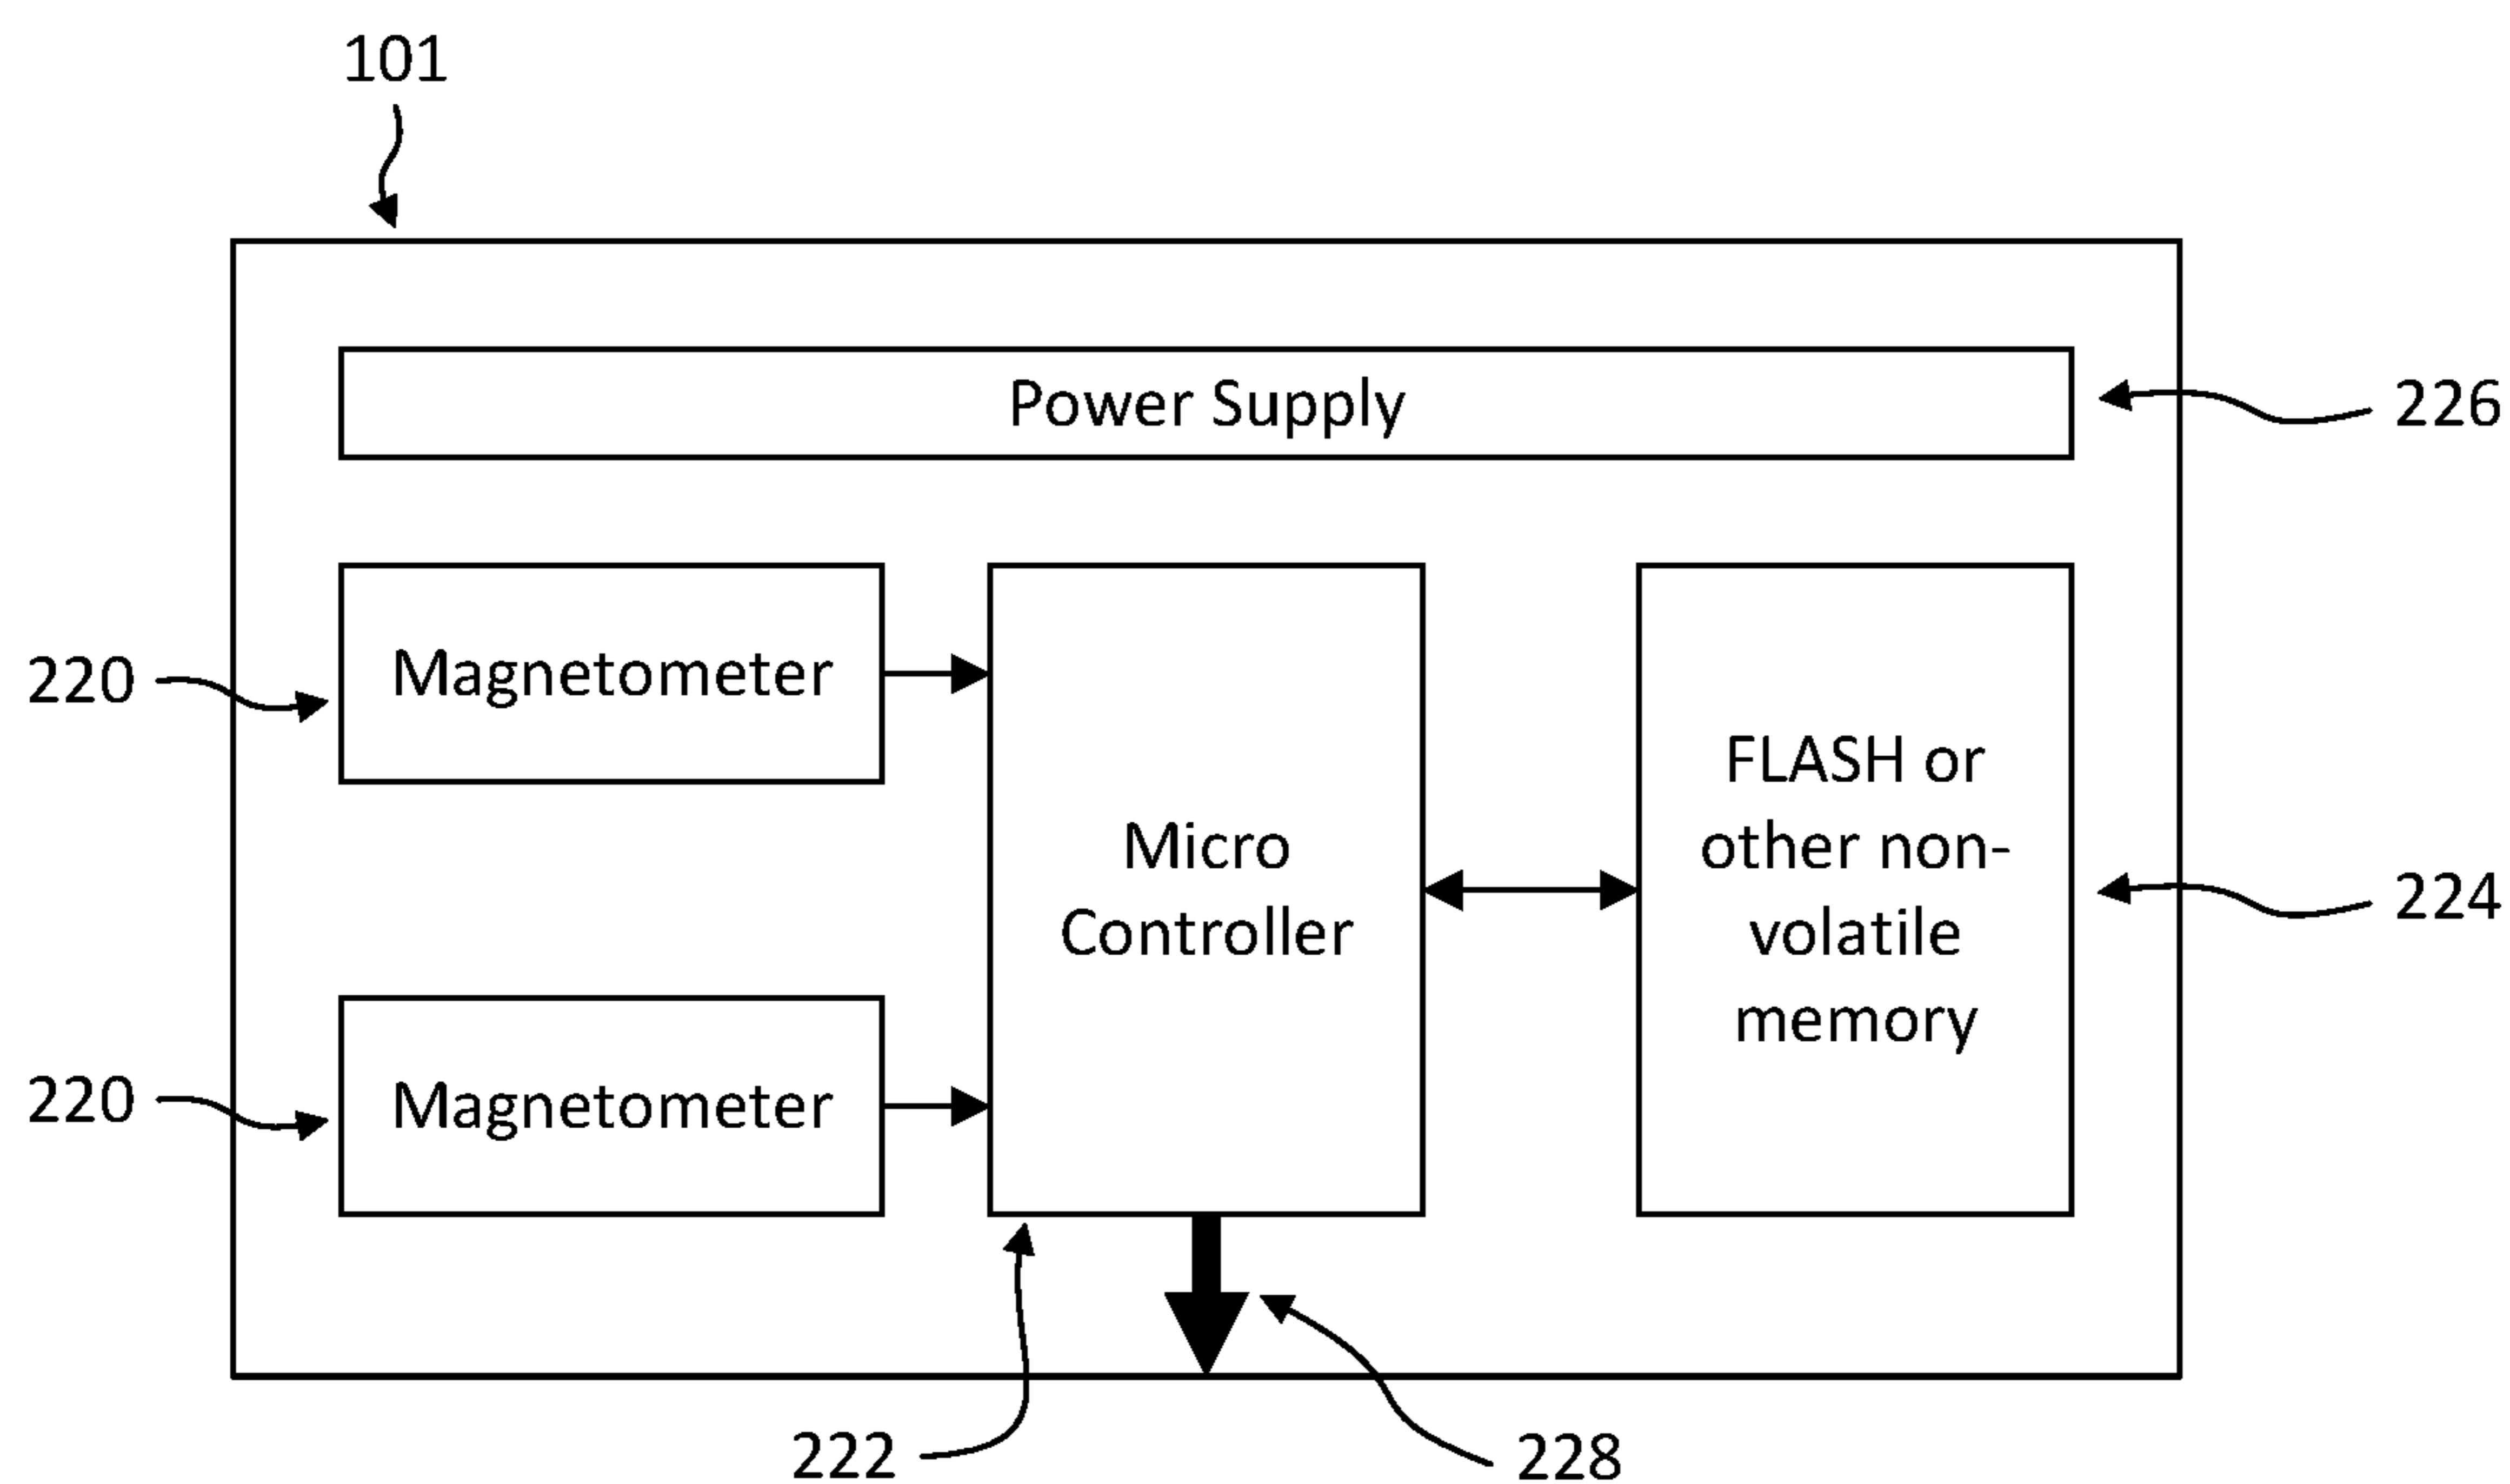 101
Power Supply
226
220
Magnetometer
Micro
Controller
FLASH or
other non-
volatile
memory
224
220
Magnetometer
222
228